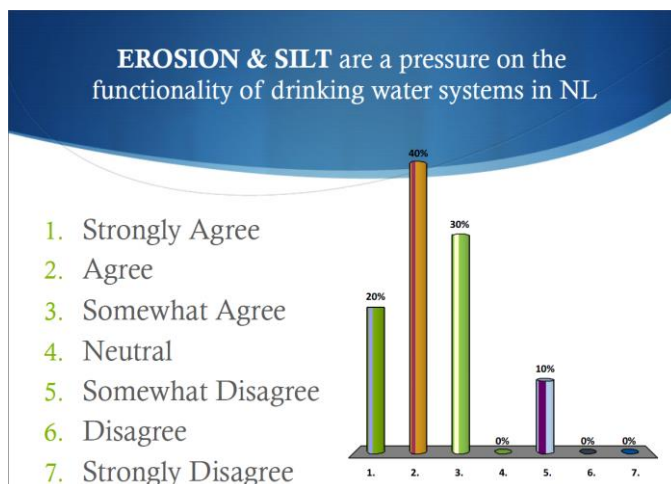 EROSION & SILT are a pressure on the
functionality of drinking water systems in NL
1. Strongly Agree
2. Agree
3. Somewhat Agree
4. Neutral
5. Somewhat Disagree
6. Disagree
7. Strongly Disagree
20%
40%
30%
0%
10%
0%
0%
1. 2. 3. 4. 5. 6. 7.